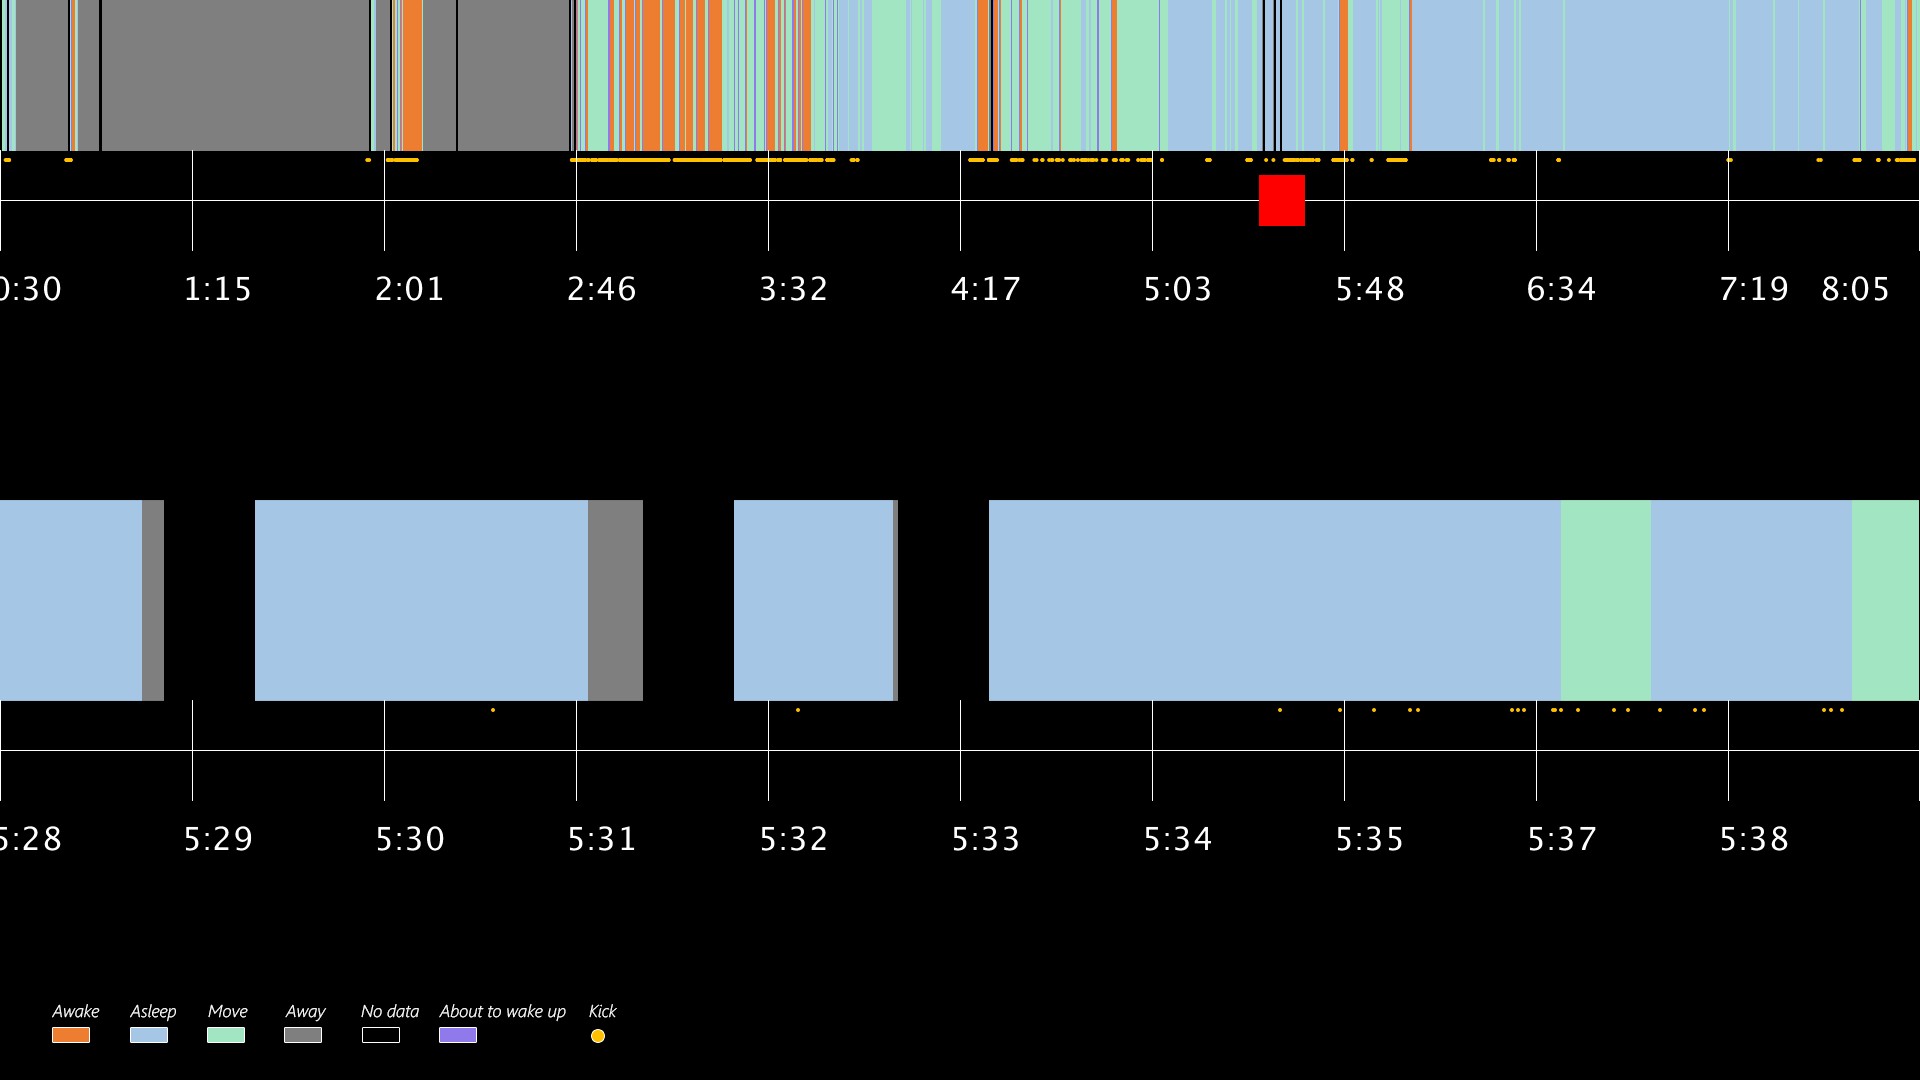 0:30 1:15 2:01 2:46 3:32 4:17 5:03 5:48 6:34 7:19 8:05
5:28 5:29 5:30 5:31 5:32 5:33 5:34 5:35 5:37 5:38
Awake Asleep Move Away No data About to wake up Kick